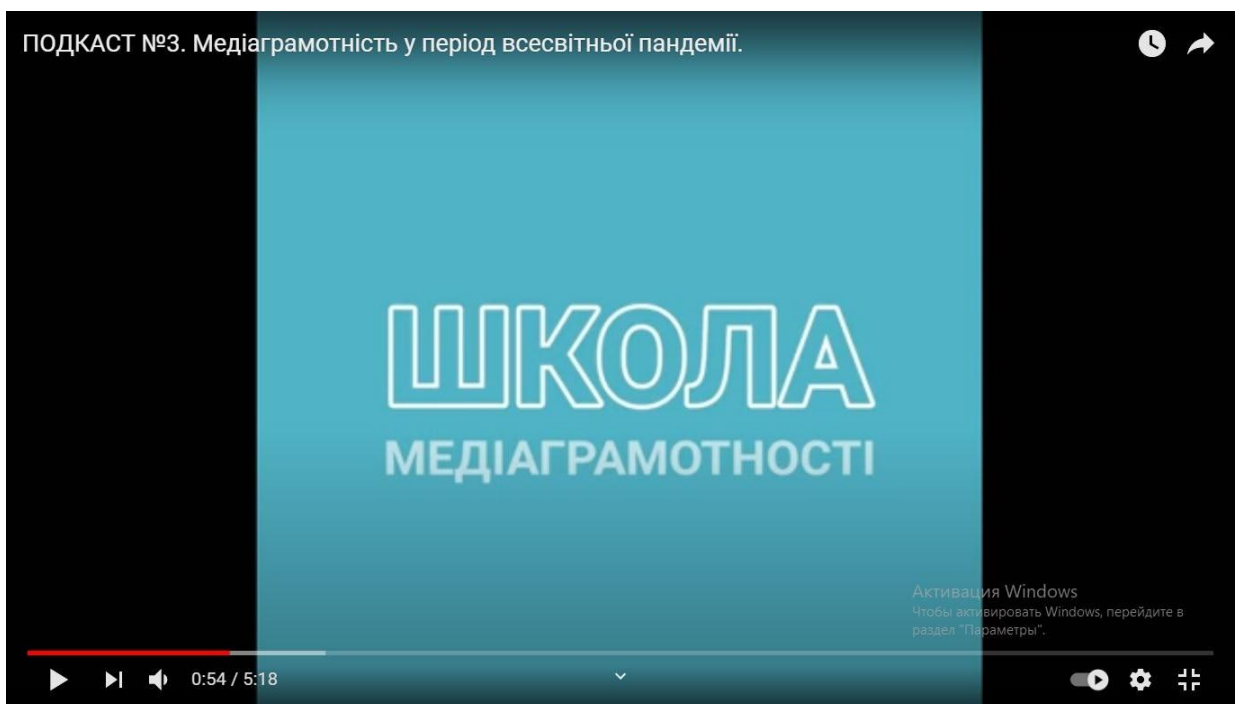 ПОДКАСТ №3. Медіаграмотність у період всесвітньої пандемії.
ШКОЛА
МЕДІАГРАМОТНОСТІ
Активация Windows
Чтобы активировать Windows, перейдите в
раздел "Параметры".
0:54 / 5:18